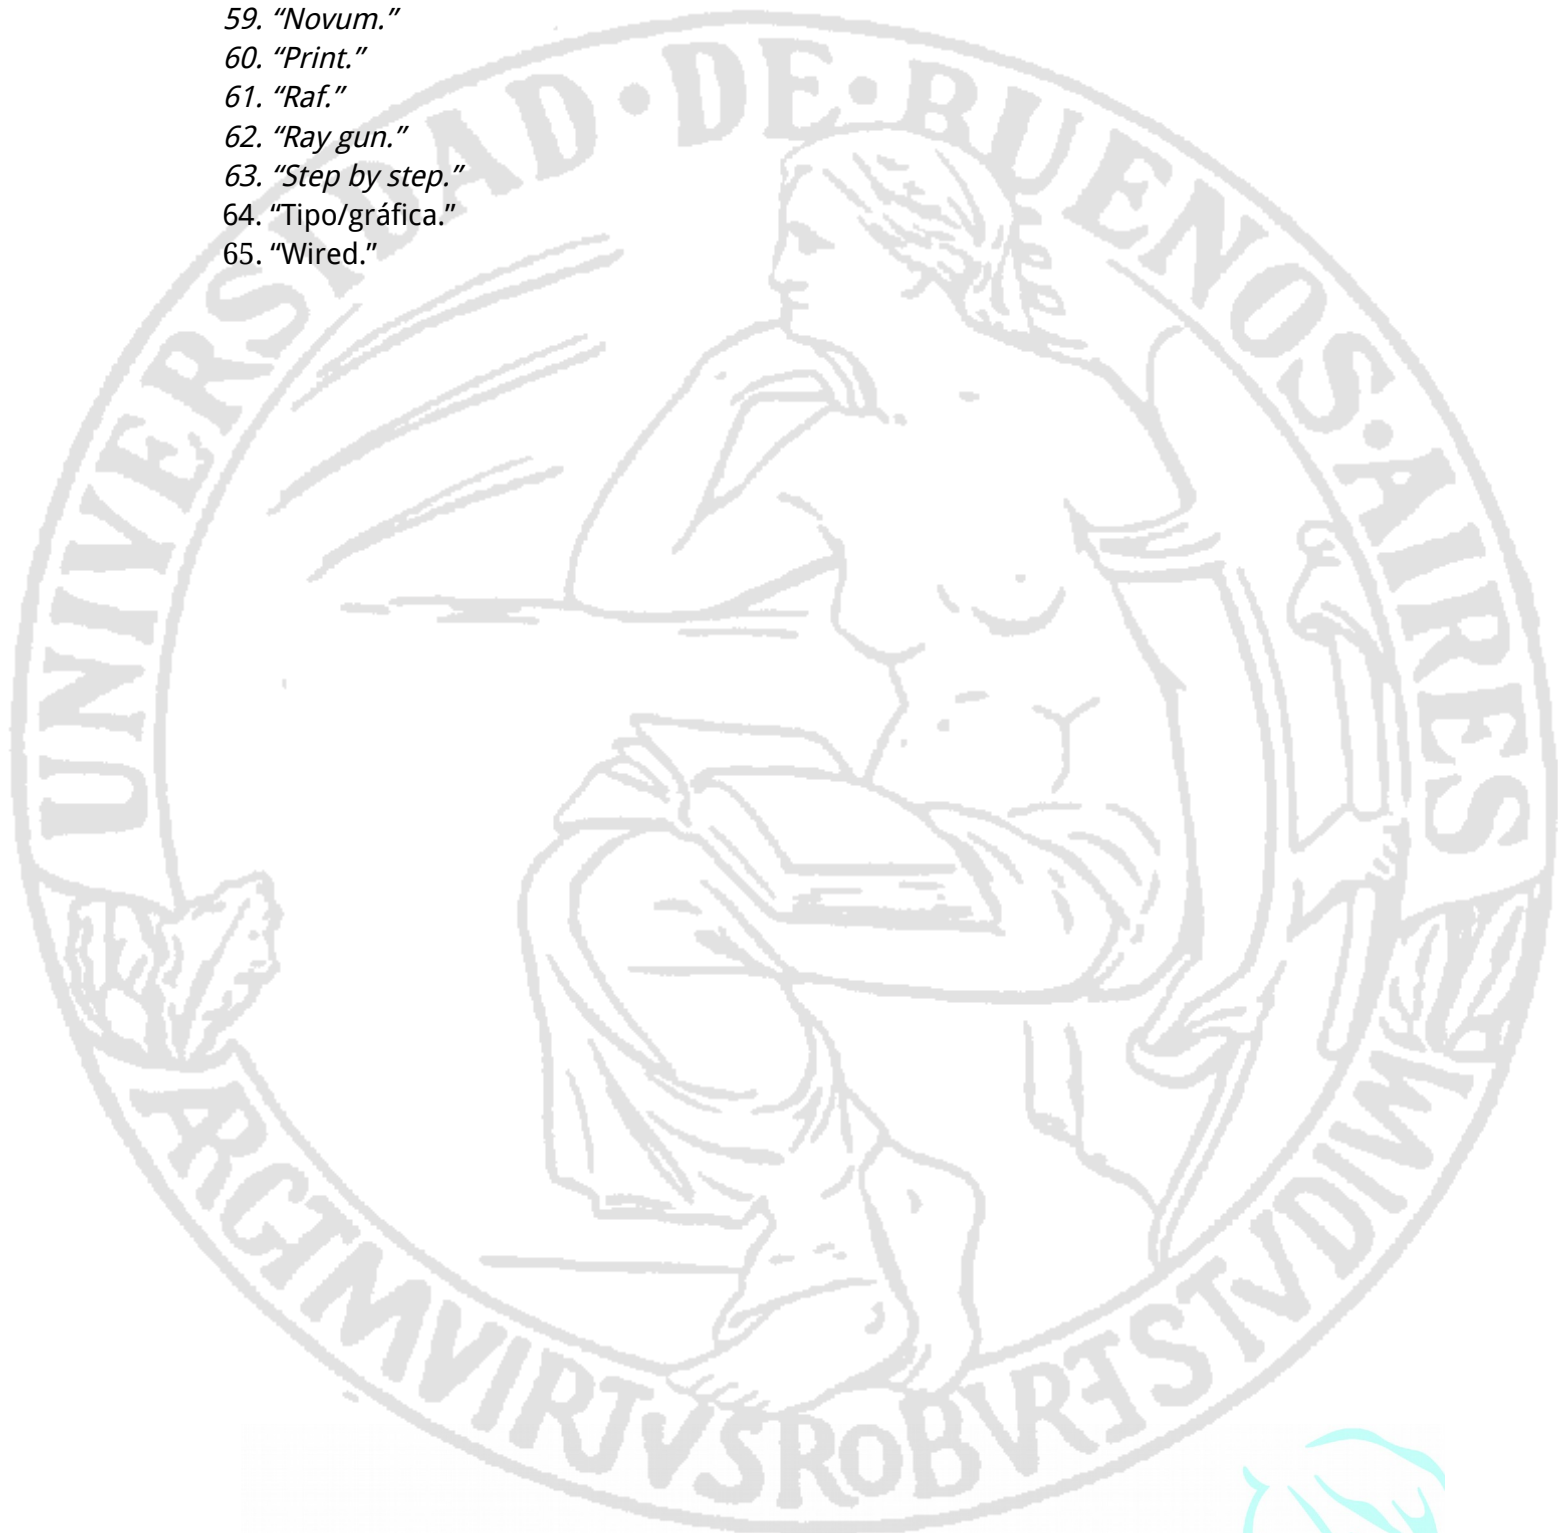 59. “Novum.”
60. “Print.”
61. “Raf.”
62. “Ray gun.”
63. “Step by step.”
64. “Tipo/gráfica.”
65. “Wired.”
UNIVERSIDAD · DE · BUENOS · AIRES
ARGTMVIRTVSROBVRETSTVDIVM